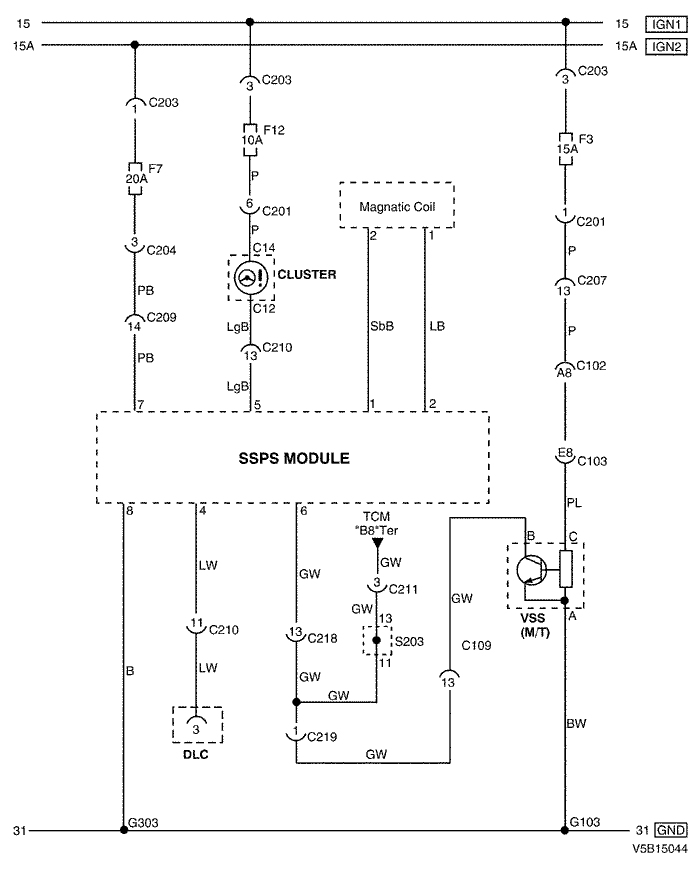 15
15 IGN1
15A
15A IGN2
C203
3
C203
3
C203
1
F12
10A
F3
15A
F7
20A
P
6
C201
P
C14
CLUSTER
C12
LgB
13
C210
LgB
5
3
C204
PB
C209
14
PB
7
Magnatic Coil
2
1
SbB
LB
1
2
1
C201
P
C207
13
P
C102
A8
E8
C103
PL
SSPS MODULE
8
4
6
TCM
"B8"Ter
GW
3
C211
GW
13
S203
11
LW
11
C210
LW
3
DLC
B
GW
13
C218
GW
GW
1
C219
GW
GW
C109
13
B
C
VSS
(M/T)
A
BW
31
G303
G103
31 GND
V5B15044